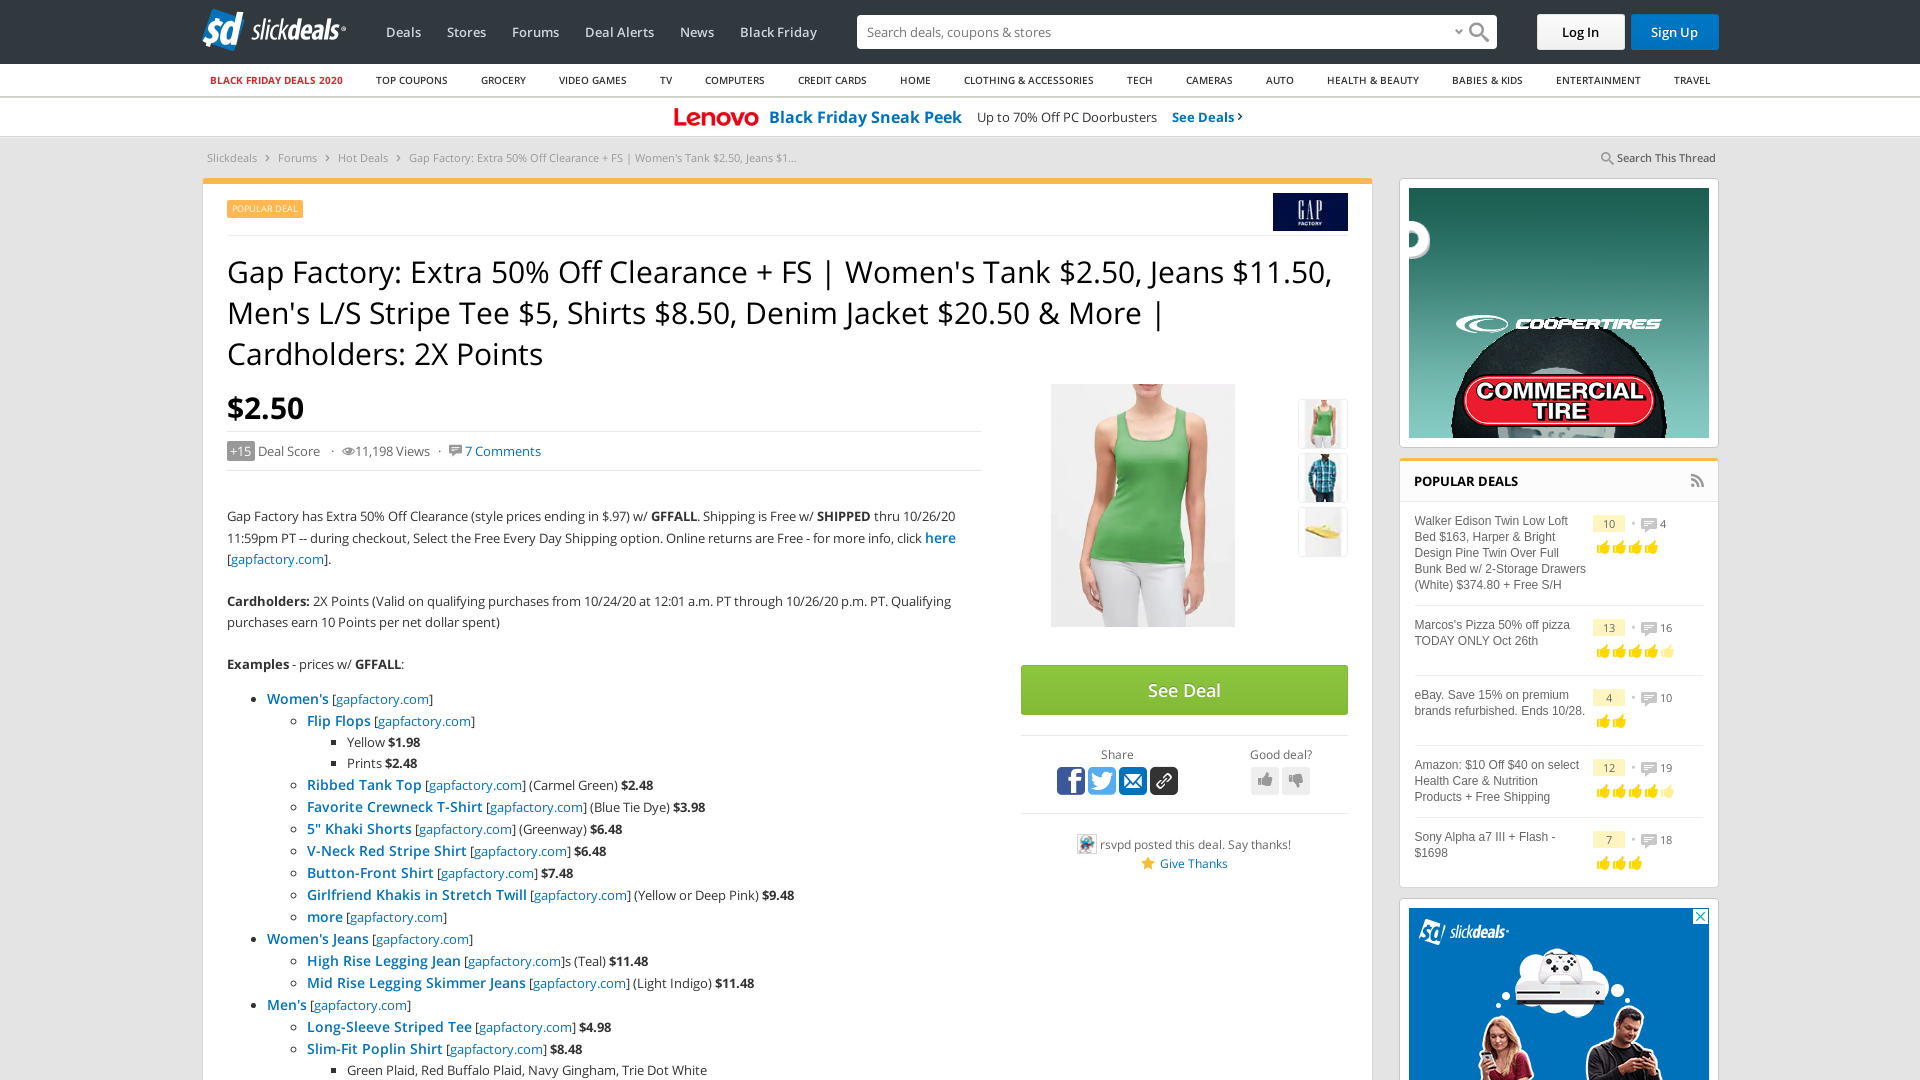 slickdeals
Deals
Stores
Forums
Deal Alerts
News
Black Friday
Search deals, coupons & stores
Log In
Sign Up
BLACK FRIDAY DEALS 2020
TOP COUPONS
GROCERY
VIDEO GAMES
TV
COMPUTERS
CREDIT CARDS
HOME
CLOTHING & ACCESSORIES
TECH
CAMERAS
AUTO
HEALTH & BEAUTY
BABIES & KIDS
ENTERTAINMENT
TRAVEL
Lenovo Black Friday Sneak Peek Up to 70% Off PC Doorbusters See Deals
Slickdeals > Forums > Hot Deals > Gap Factory: Extra 50% Off Clearance + FS | Women's Tank $2.50, Jeans $1...
Search This Thread
POPULAR DEAL
GAP
FACTORY
Gap Factory: Extra 50% Off Clearance + FS | Women's Tank $2.50, Jeans $11.50,
Men's L/S Stripe Tee $5, Shirts $8.50, Denim Jacket $20.50 & More |
Cardholders: 2X Points
$2.50
+15 Deal Score · 11,198 Views · 7 Comments
Gap Factory has Extra 50% Off Clearance (style prices ending in $.97) w/ GFFALL. Shipping is Free w/ SHIPPED thru 10/26/20
11:59pm PT -- during checkout, Select the Free Every Day Shipping option. Online returns are Free - for more info, click here
[gapfactory.com].
Cardholders: 2X Points (Valid on qualifying purchases from 10/24/20 at 12:01 a.m. PT through 10/26/20 p.m. PT. Qualifying
purchases earn 10 Points per net dollar spent)
Examples - prices w/ GFFALL:
Women's [gapfactory.com]
Flip Flops [gapfactory.com]
Yellow $1.98
Prints $2.48
Ribbed Tank Top [gapfactory.com] (Carmel Green) $2.48
Favorite Crewneck T-Shirt [gapfactory.com] (Blue Tie Dye) $3.98
5" Khaki Shorts [gapfactory.com] (Greenway) $6.48
V-Neck Red Stripe Shirt [gapfactory.com] $6.48
Button-Front Shirt [gapfactory.com] $7.48
Girlfriend Khakis in Stretch Twill [gapfactory.com] (Yellow or Deep Pink) $9.48
more [gapfactory.com]
Women's Jeans [gapfactory.com]
High Rise Legging Jean [gapfactory.com]s (Teal) $11.48
Mid Rise Legging Skimmer Jeans [gapfactory.com] (Light Indigo) $11.48
Men's [gapfactory.com]
Long-Sleeve Striped Tee [gapfactory.com] $4.98
Slim-Fit Poplin Shirt [gapfactory.com] $8.48
Green Plaid, Red Buffalo Plaid, Navy Gingham, Trie Dot White
See Deal
Share
Good deal?
rsvpd posted this deal. Say thanks!
Give Thanks
COOPERTIRES
COMMERCIAL
TIRE
POPULAR DEALS
Walker Edison Twin Low Loft
Bed $163, Harper & Bright
Design Pine Twin Over Full
Bunk Bed w/ 2-Storage Drawers
(White) $374.80 + Free S/H
10 · 4
Marcos's Pizza 50% off pizza
TODAY ONLY Oct 26th
13 · 16
eBay. Save 15% on premium
brands refurbished. Ends 10/28.
4 · 10
Amazon: $10 Off $40 on select
Health Care & Nutrition
Products + Free Shipping
12 · 19
Sony Alpha a7 III + Flash -
$1698
7 · 18
slickdeals